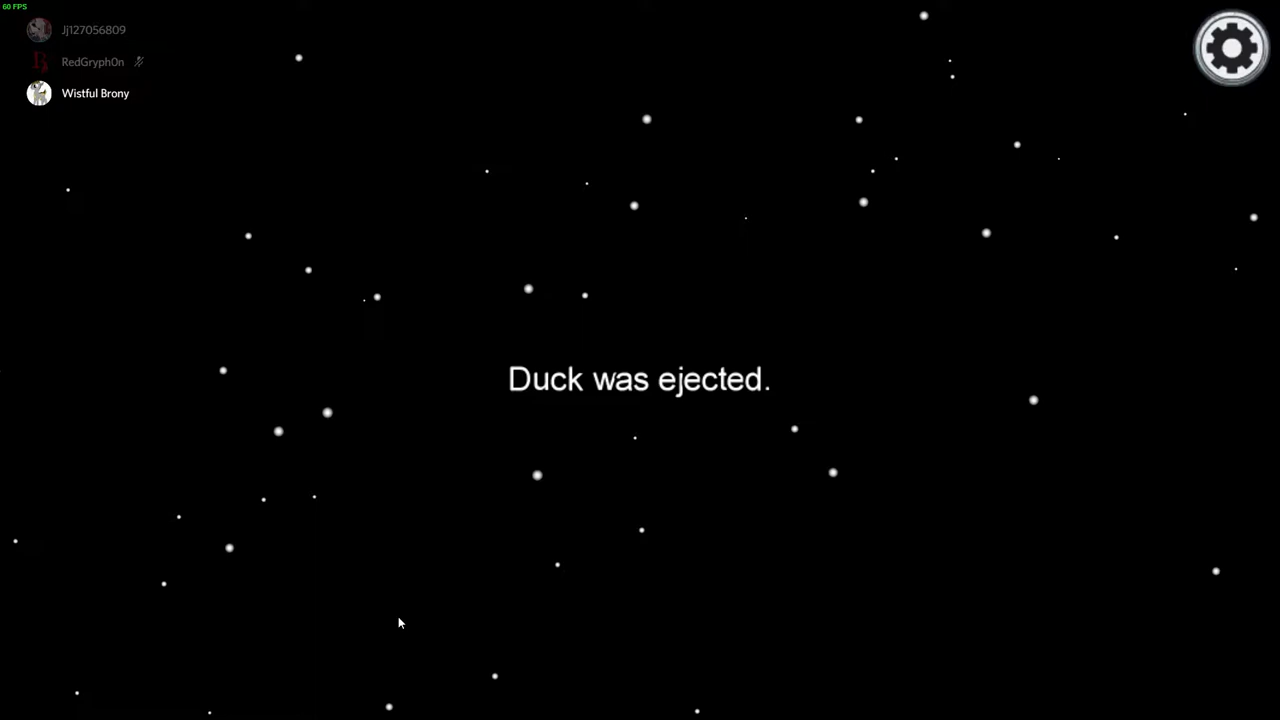 60 FPS
Jj127056809
RedGryph0n
Wistful Brony
Duck was ejected.